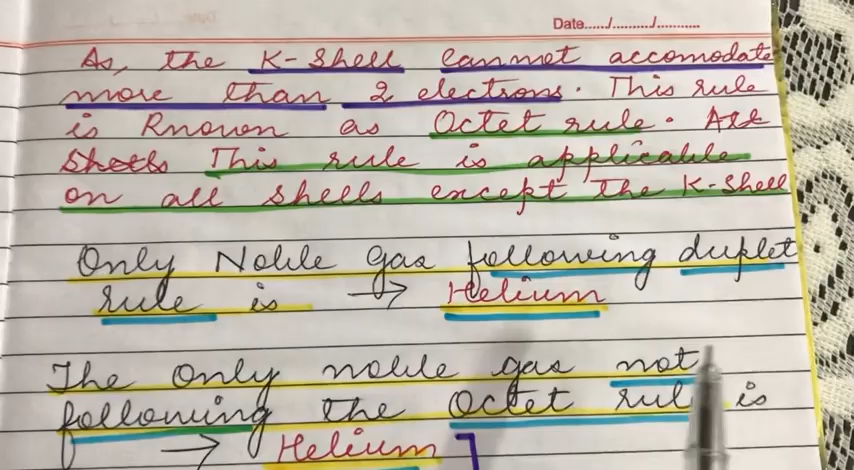 Date....../........./...........
As, the K-Shell cannot accomodate
more than 2 electrons. This rule
is Known as Octet rule. All
Shells This rule is applicable
on all shells except the K-Shell
Only Noble gas following duplet
rule is → Helium
The only noble gas not
following the Octet rul is
→ Helium